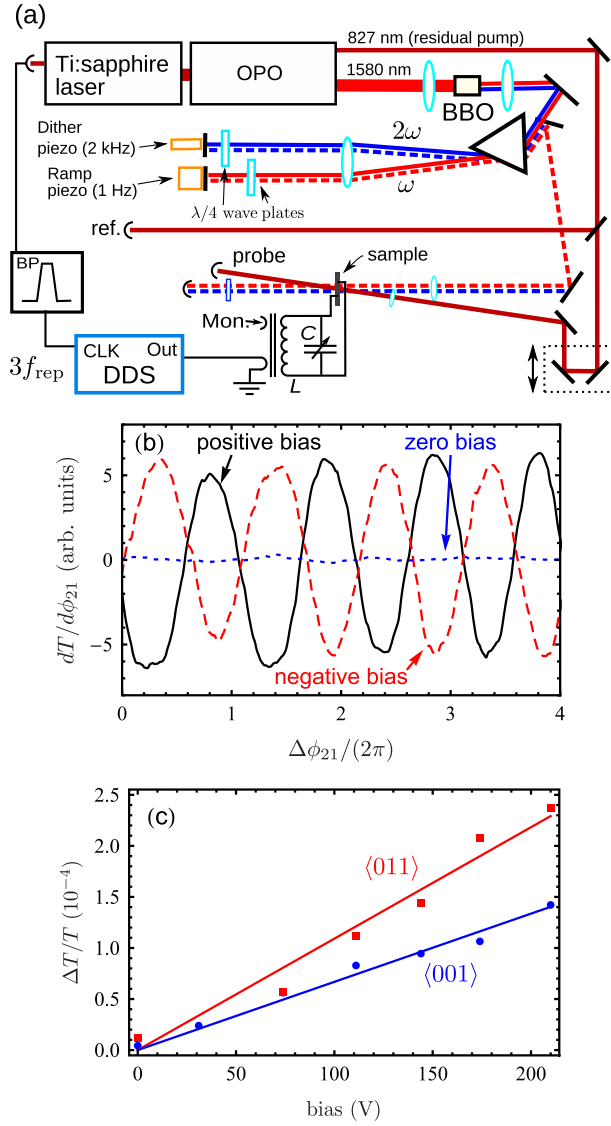 (a)
827 nm (residual pump)
Ti:sapphire
laser
OPO
1580 nm
BBO
Dither
piezo (2 kHz)
2ω
Ramp
piezo (1 Hz)
ω
λ/4 wave plates
ref.
probe
sample
BP
Mon.
C
L
3f_rep
CLK Out
DDS
(b)
positive bias
zero bias
negative bias
dT/dϕ₂₁ (arb. units)
5
0
−5
0 1 2 3 4
Δϕ₂₁/(2π)
(c)
⟨011⟩
⟨001⟩
ΔT/T (10⁻⁴)
2.5
2.0
1.5
1.0
0.5
0.0
0 50 100 150 200
bias (V)